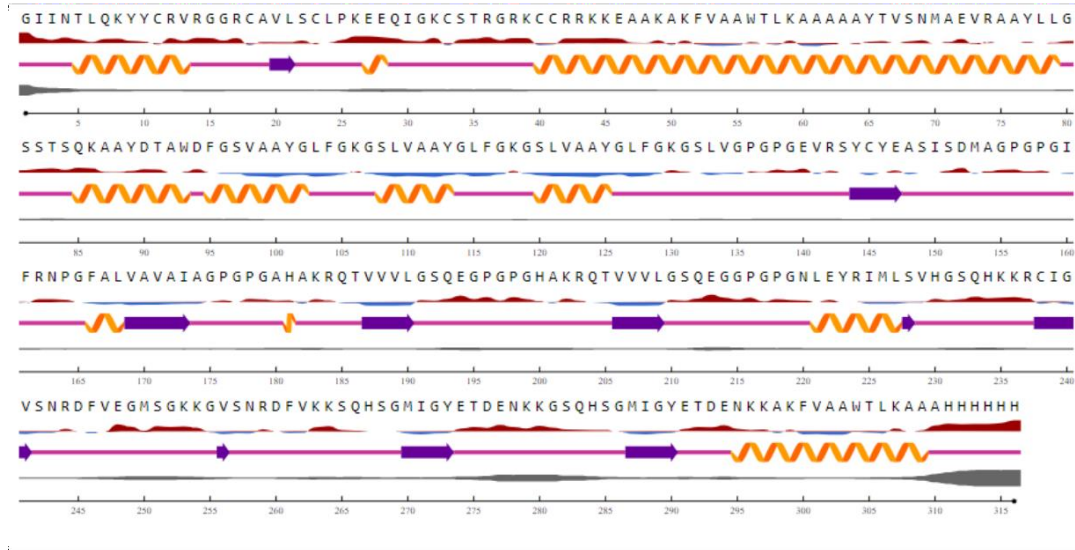 GIINTLQKYYCRVRGGRCAVLSCLPKEEQIGKCSTRGRKCCRRKKEAAKAKFVAAWTLKAAAAAYTVSNMAEVRAAYLLG
5 10 15 20 25 30 35 40 45 50 55 60 65 70 75 80
SSTSQKAAYDTAWDFGSVAAYGLFGKGSLVAAYGLFGKGSLVAAYGLFGKGSLVGPGPGEVRSYCYEASISDMAGPGPGI
85 90 95 100 105 110 115 120 125 130 135 140 145 150 155 160
FRNPGFALVAVAIAGPGPGAHAKRQTVVVLGSQEGPGPGHAKRQTVVVLGSQEGGPGPGNLEYRIMLSVHGSQHKKRCIG
165 170 175 180 185 190 195 200 205 210 215 220 225 230 235 240
VSNRDFVEGMSGKKGVSNRDFVKKSQHSGMIGYETDENKKGSQHSGMIGYETDENKKAKFVAAWTLKAAAHHHHHH
245 250 255 260 265 270 275 280 285 290 295 300 305 310 315